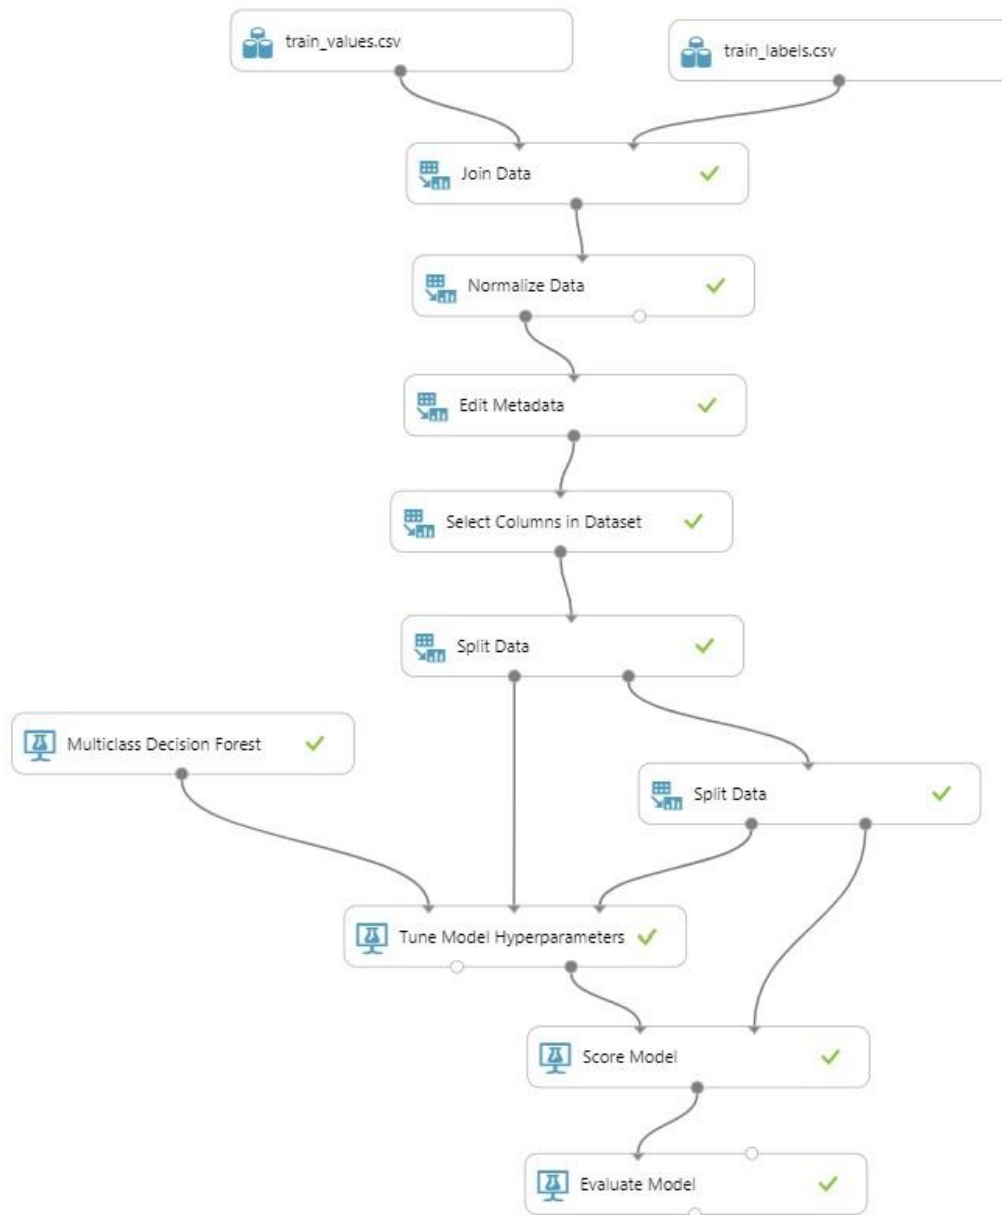 train_values.csv
train_labels.csv
Join Data
Normalize Data
Edit Metadata
Select Columns in Dataset
Split Data
Multiclass Decision Forest
Split Data
Tune Model Hyperparameters
Score Model
Evaluate Model